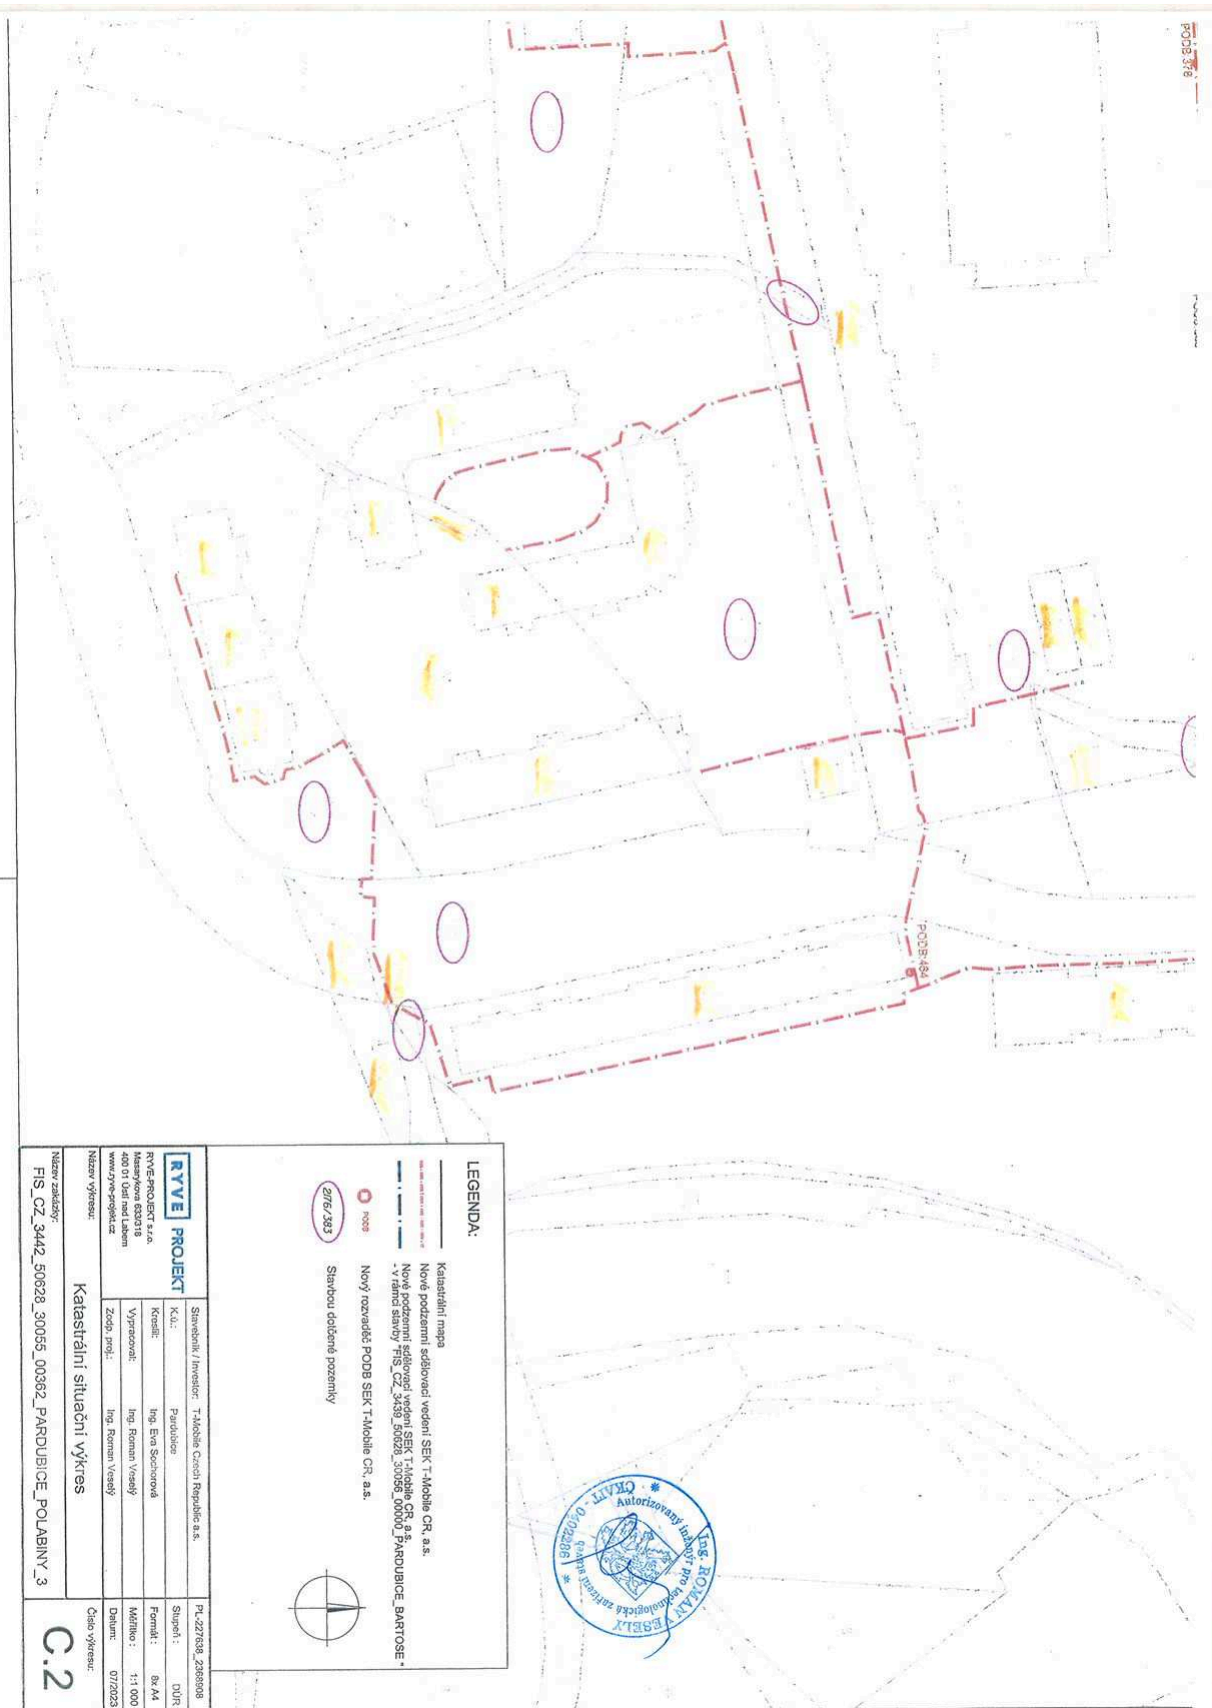 PODB 378
PODB-484
LEGENDA:
Katastrální mapa
Nové podzemní sdělovací vedení SEK T-Mobile CR, a.s.
Nové podzemní sdělovací vedení SEK T-Mobile CR, a.s.
- v rámci stavby "FIS_CZ_3439_50628_30056_00000_PARDUBICE_BARTOSE"
PODB
Nový rozvaděč PODB SEK T-Mobile CR, a.s.
2176/383
Stavbou dotčené pozemky
Ing. ROMAN VESELÝ
Autorizovaný inženýr pro technologická zařízení staveb
ČKAIT - 0402286
RYVE PROJEKT
RYVE-PROJEKT s.r.o.
Masarykova 633/318
400 01 Ústí nad Labem
www.ryve-projekt.cz
Stavebník / Investor: T-Mobile Czech Republic a.s.
PL-227638_2368908
K.ú.: Pardubice
Stupeň : DÚR
Kreslil: Ing. Eva Sochorová
Formát : 8x A4
Vypracoval: Ing. Roman Veselý
Měřítko : 1:1 000
Zodp. proj.: Ing. Roman Veselý
Datum: 07/2023
Název výkresu:
Katastrální situační výkres
Číslo výkresu:
C.2
Název zakázky:
FIS_CZ_3442_50628_30055_00362_PARDUBICE_POLABINY_3